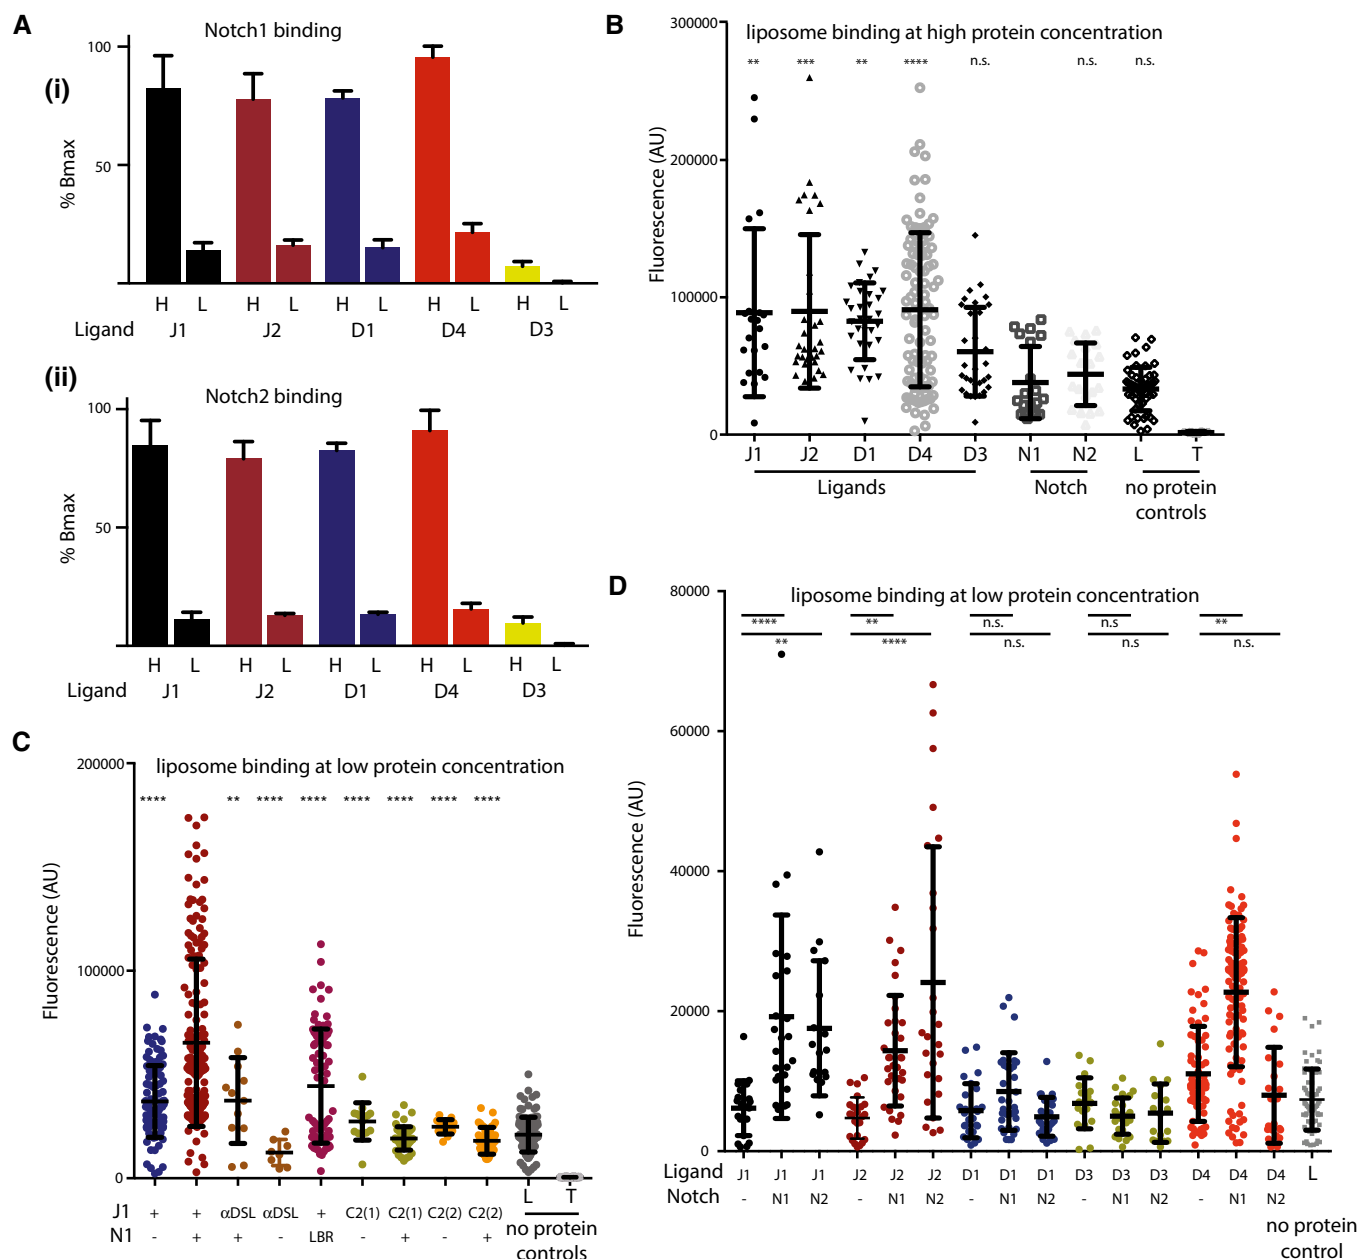 A
Notch1 binding
(i)
100
50
% Bmax
H L H L H L H L H L
Ligand J1 J2 D1 D4 D3
(ii)
Notch2 binding
100
50
% Bmax
H L H L H L H L H L
Ligand J1 J2 D1 D4 D3
B
liposome binding at high protein concentration
** *** ** **** n.s. n.s. n.s.
300000
200000
100000
0
Fluorescence (AU)
J1 J2 D1 D4 D3 N1 N2 L T
Ligands Notch no protein
controls
C
liposome binding at low protein concentration
**** ** **** **** **** **** **** ****
200000
100000
0
Fluorescence (AU)
L T
J1 + + αDSL αDSL + C2(1) C2(1) C2(2) C2(2)
N1 - + + - LBR - + - +
no protein
controls
D
liposome binding at low protein concentration
**** ** n.s. n.s **
** **** n.s. n.s n.s.
80000
60000
40000
20000
0
Fluorescence (AU)
Ligand J1 J1 J1 J2 J2 J2 D1 D1 D1 D3 D3 D3 D4 D4 D4 L
Notch - N1 N2 - N1 N2 - N1 N2 - N1 N2 - N1 N2
no protein
control